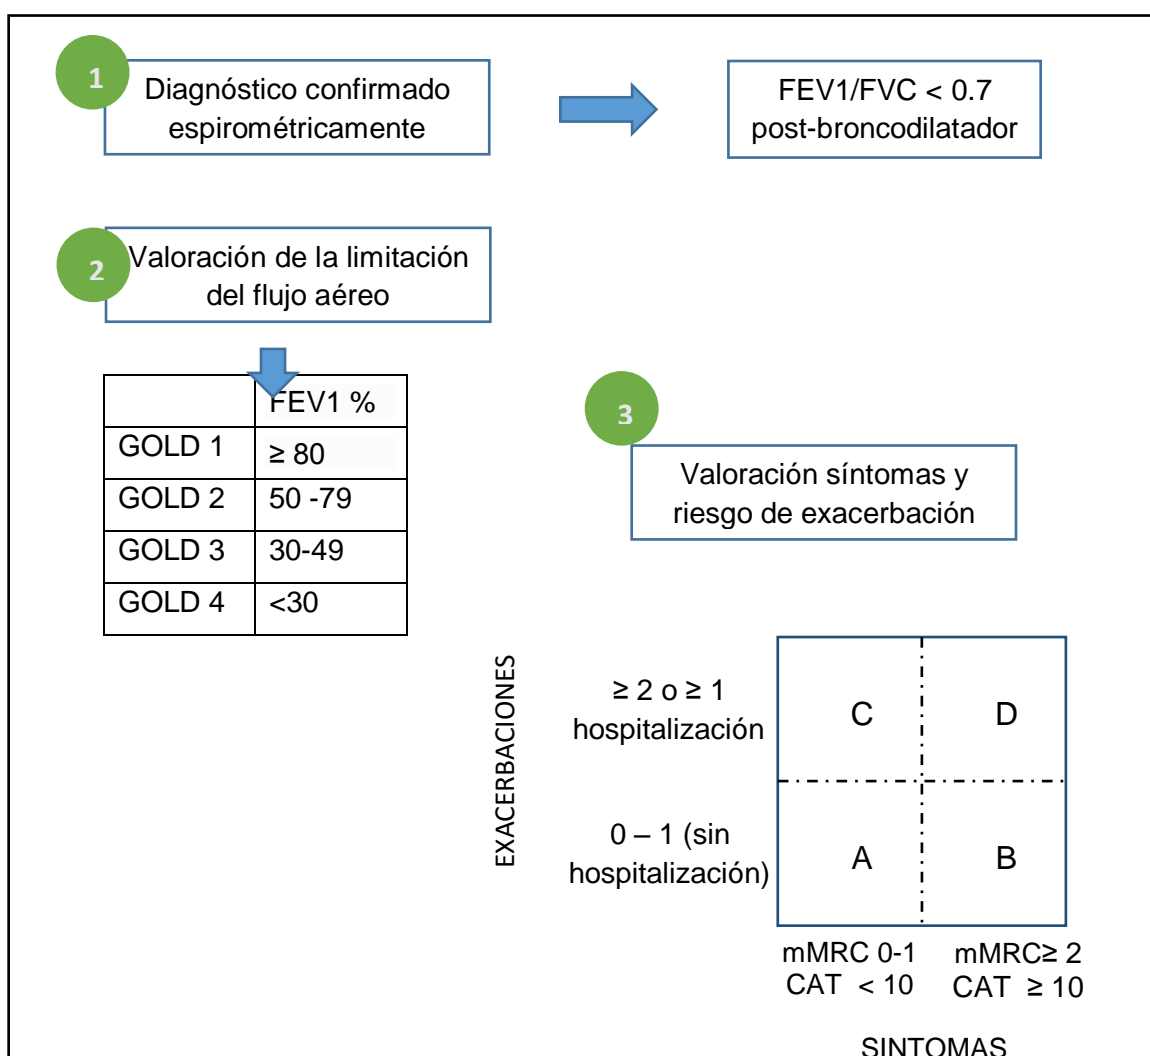 1
Diagnóstico confirmado
espirométricamente
FEV1/FVC < 0.7
post-broncodilatador
2
Valoración de la limitación
del flujo aéreo
FEV1 %
GOLD 1 ≥ 80
GOLD 2 50 -79
GOLD 3 30-49
GOLD 4 <30
3
Valoración síntomas y
riesgo de exacerbación
EXACERBACIONES
≥ 2 o ≥ 1
hospitalización
C D
0 – 1 (sin
hospitalización)
A B
mMRC 0-1 mMRC≥ 2
CAT < 10 CAT ≥ 10
SINTOMAS